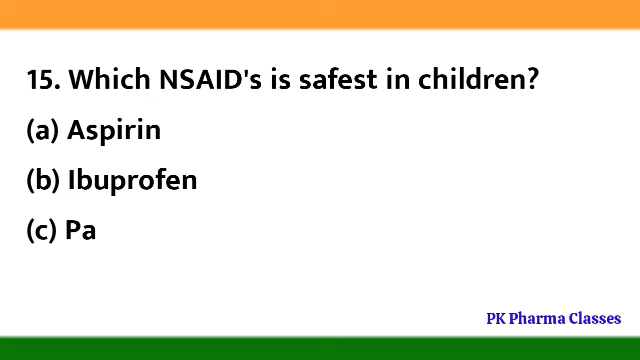 15. Which NSAID's is safest in children?
(a) Aspirin
(b) Ibuprofen
(c) Pa
PK Pharma Classes